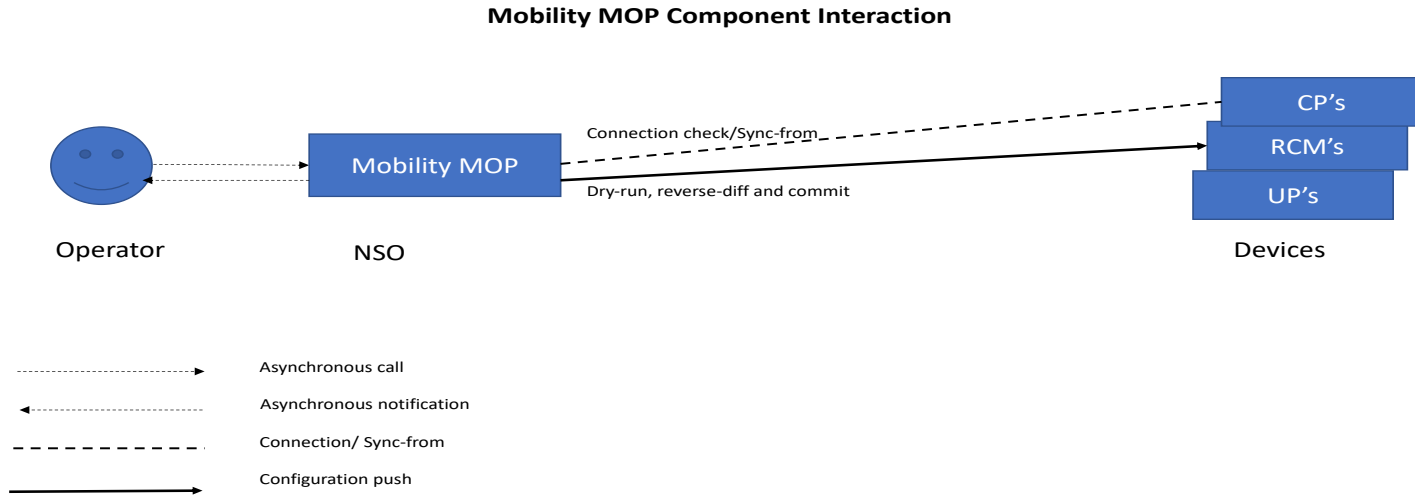 Mobility MOP Component Interaction
CP’s
Connection check/Sync-from
Mobility MOP
RCM’s
Dry-run, reverse-diff and commit
UP’s
Operator
NSO
Devices
Asynchronous call
Asynchronous notification
Connection/ Sync-from
Configuration push